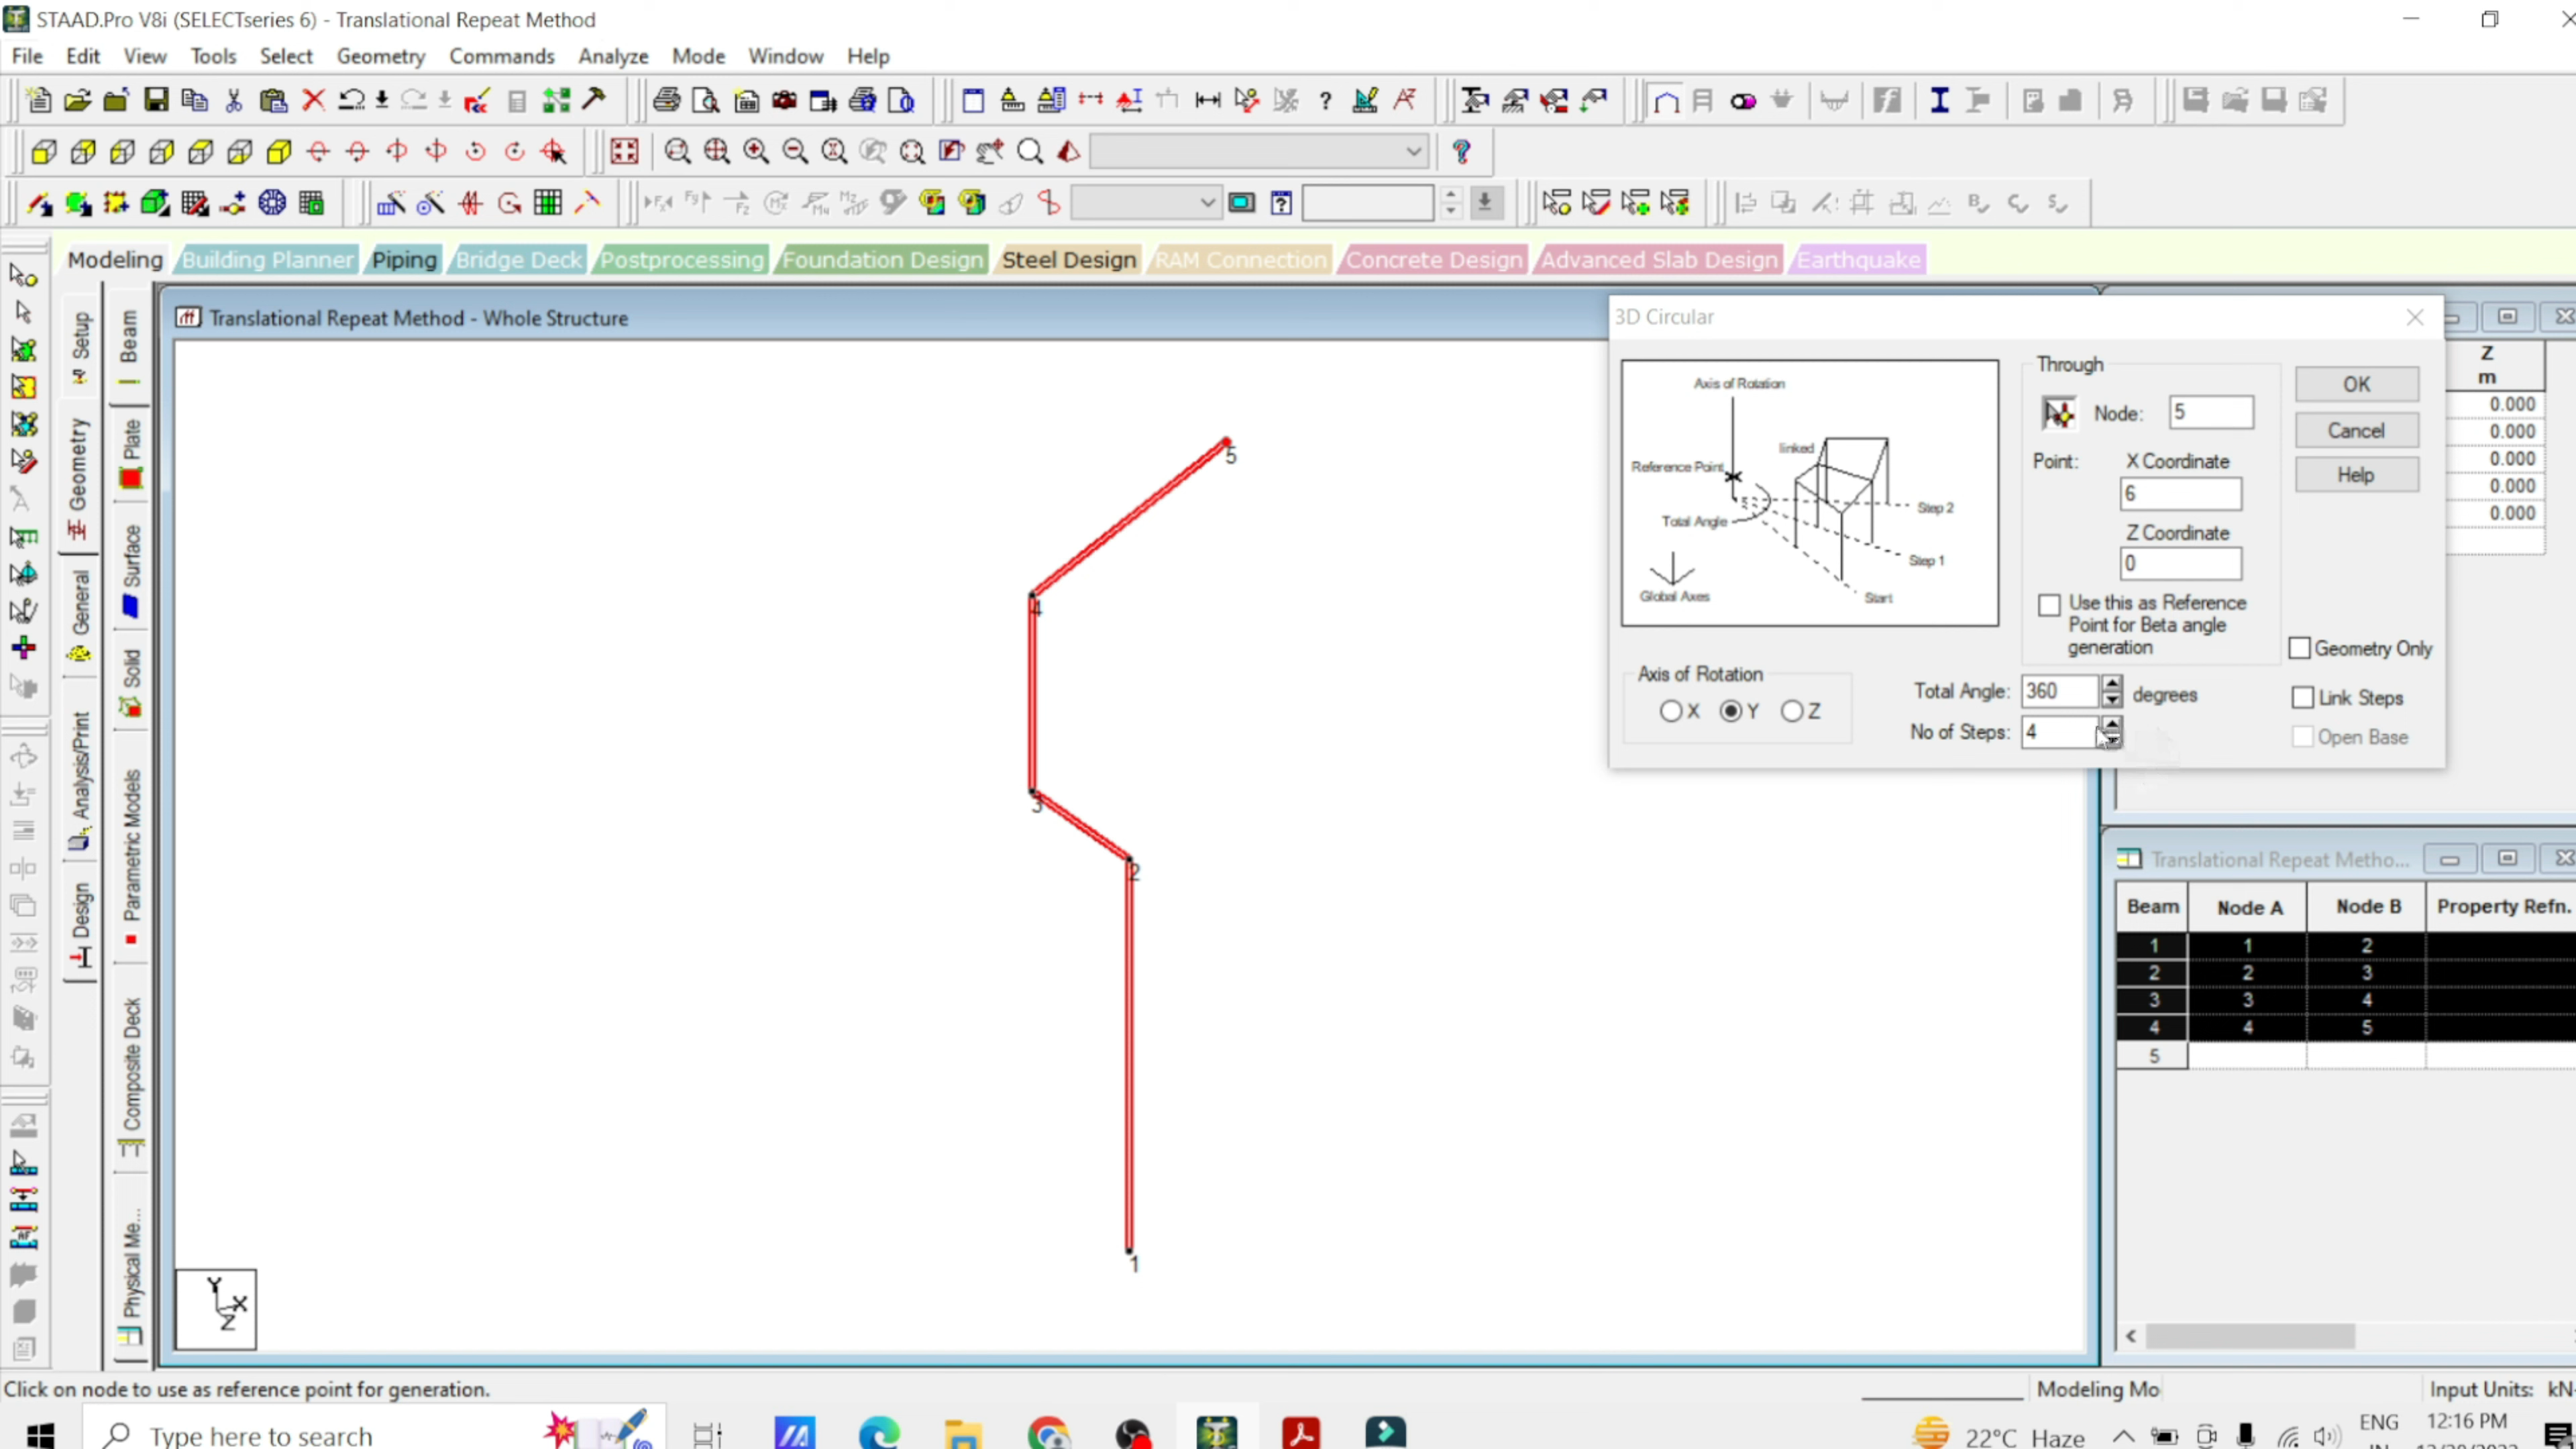 STAAD.Pro V8i (SELECTseries 6) - Translational Repeat Method
File Edit View Tools Select Geometry Commands Analyze Mode Window Help
Modeling Building Planner Piping Bridge Deck Postprocessing Foundation Design Steel Design RAM Connection Concrete Design Advanced Slab Design Earthquake
Setup
Geometry
General
Analysis/Print
Design
Beam
Plate
Surface
Solid
Parametric Models
Composite Deck
Physical Me...
Translational Repeat Method - Whole Structure
5
4
3
2
1
Y
X
Z
3D Circular
Axis of Rotation
Reference Point
linked
Total Angle
Step 2
Step 1
Start
Global Axes
Through
Node: 5
Point: X Coordinate
6
Z Coordinate
0
Use this as Reference
Point for Beta angle
generation
OK
Cancel
Help
Geometry Only
Link Steps
Open Base
Axis of Rotation
X Y Z
Total Angle: 360 degrees
No of Steps: 4
Z
m
0.000
0.000
0.000
0.000
0.000
Translational Repeat Metho...
Beam Node A Node B Property Refn.
1 1 2
2 2 3
3 3 4
4 4 5
5
Click on node to use as reference point for generation.
Modeling Mo
Input Units: kN
Type here to search
22°C Haze
ENG
12:16 PM